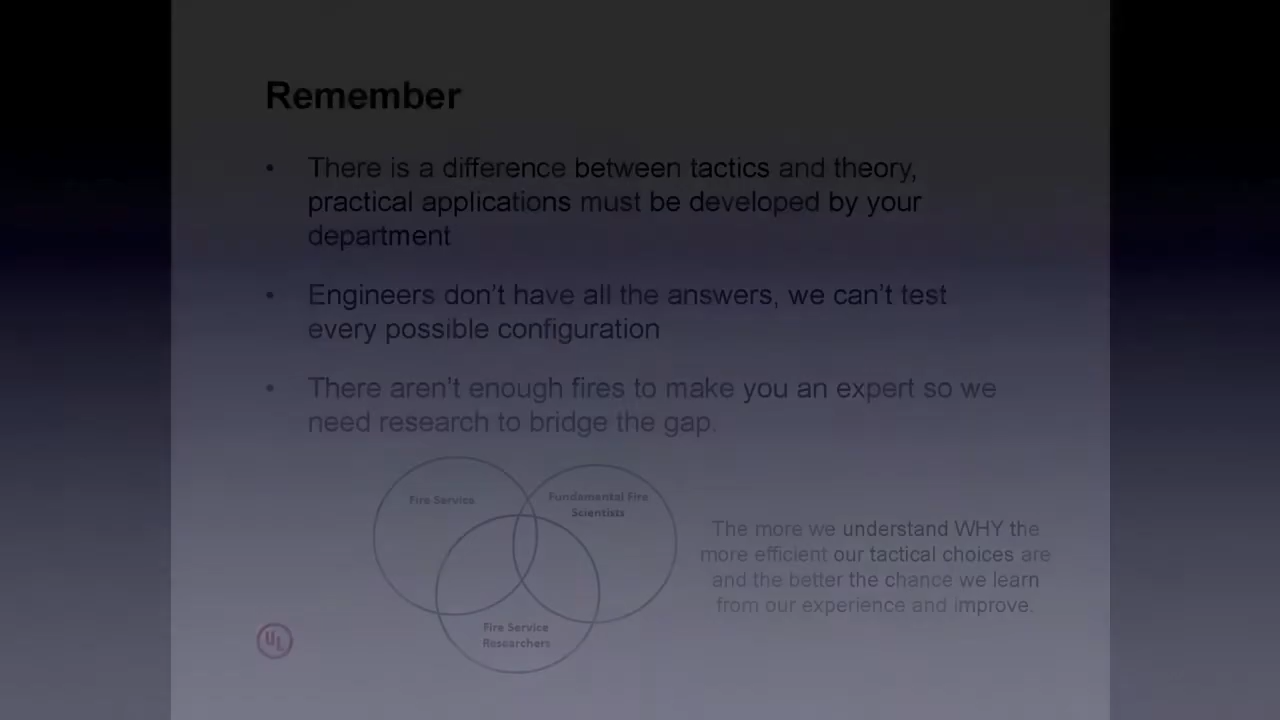 Remember
• There is a difference between tactics and theory,
practical applications must be developed by your
department
• Engineers don't have all the answers, we can't test
every possible configuration
• There aren't enough fires to make you an expert so we
need research to bridge the gap.
Fire Service
Fundamental Fire
Scientists
Fire Service
Researchers
The more we understand WHY the
more efficient our tactical choices are
and the better the chance we learn
from our experience and improve.
UL